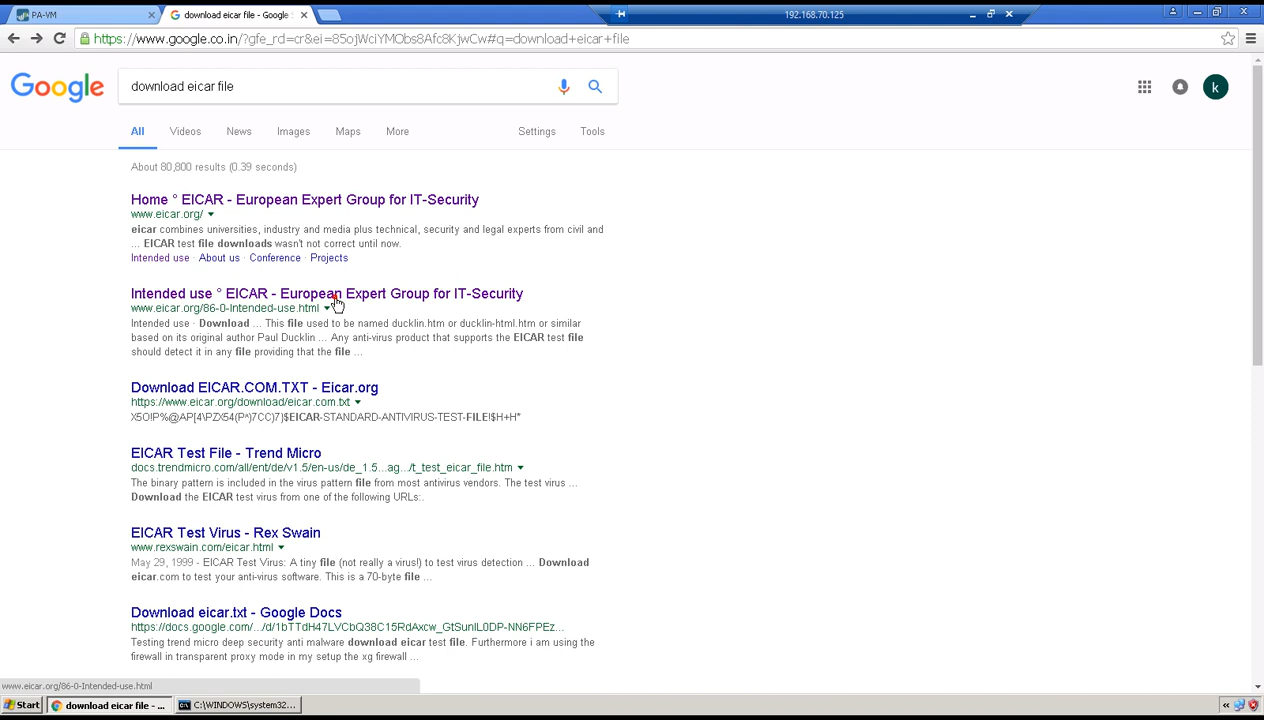 PA-VM
download eicar file - Google
192.168.70.125
https://www.google.co.in/?gfe_rd=cr&ei=85ojWciYMObs8Afc8KjwCw#q=download+eicar+file
Google
download eicar file
k
All Videos News Images Maps More Settings Tools
About 80,800 results (0.39 seconds)
Home ° EICAR - European Expert Group for IT-Security
www.eicar.org/
eicar combines universities, industry and media plus technical, security and legal experts from civil and
... EICAR test file downloads wasn't not correct until now.
Intended use · About us · Conference · Projects
Intended use ° EICAR - European Expert Group for IT-Security
www.eicar.org/86-0-Intended-use.html
Intended use · Download ... This file used to be named ducklin.htm or ducklin-html.htm or similar
based on its original author Paul Ducklin ... Any anti-virus product that supports the EICAR test file
should detect it in any file providing that the file ...
Download EICAR.COM.TXT - Eicar.org
https://www.eicar.org/download/eicar.com.txt
X5O!P%@AP[4\PZX54(P^)7CC)7}$EICAR-STANDARD-ANTIVIRUS-TEST-FILE!$H+H*
EICAR Test File - Trend Micro
docs.trendmicro.com/all/ent/de/v1.5/en-us/de_1.5...ag.../t_test_eicar_file.htm
The binary pattern is included in the virus pattern file from most antivirus vendors. The test virus ...
Download the EICAR test virus from one of the following URLs:.
EICAR Test Virus - Rex Swain
www.rexswain.com/eicar.html
May 29, 1999 - EICAR Test Virus: A tiny file (not really a virus!) to test virus detection ... Download
eicar.com to test your anti-virus software. This is a 70-byte file ...
Download eicar.txt - Google Docs
https://docs.google.com/.../d/1bTTdH47LVCbQ38C15RdAxcw_GtSunIL0DP-NN6FPEz...
Testing trend micro deep security anti malware download eicar test file. Furthermore i am using the
firewall in transparent proxy mode in my setup the xg firewall ...
www.eicar.org/86-0-Intended-use.html
Start
download eicar file - ...
C:\WINDOWS\system32...